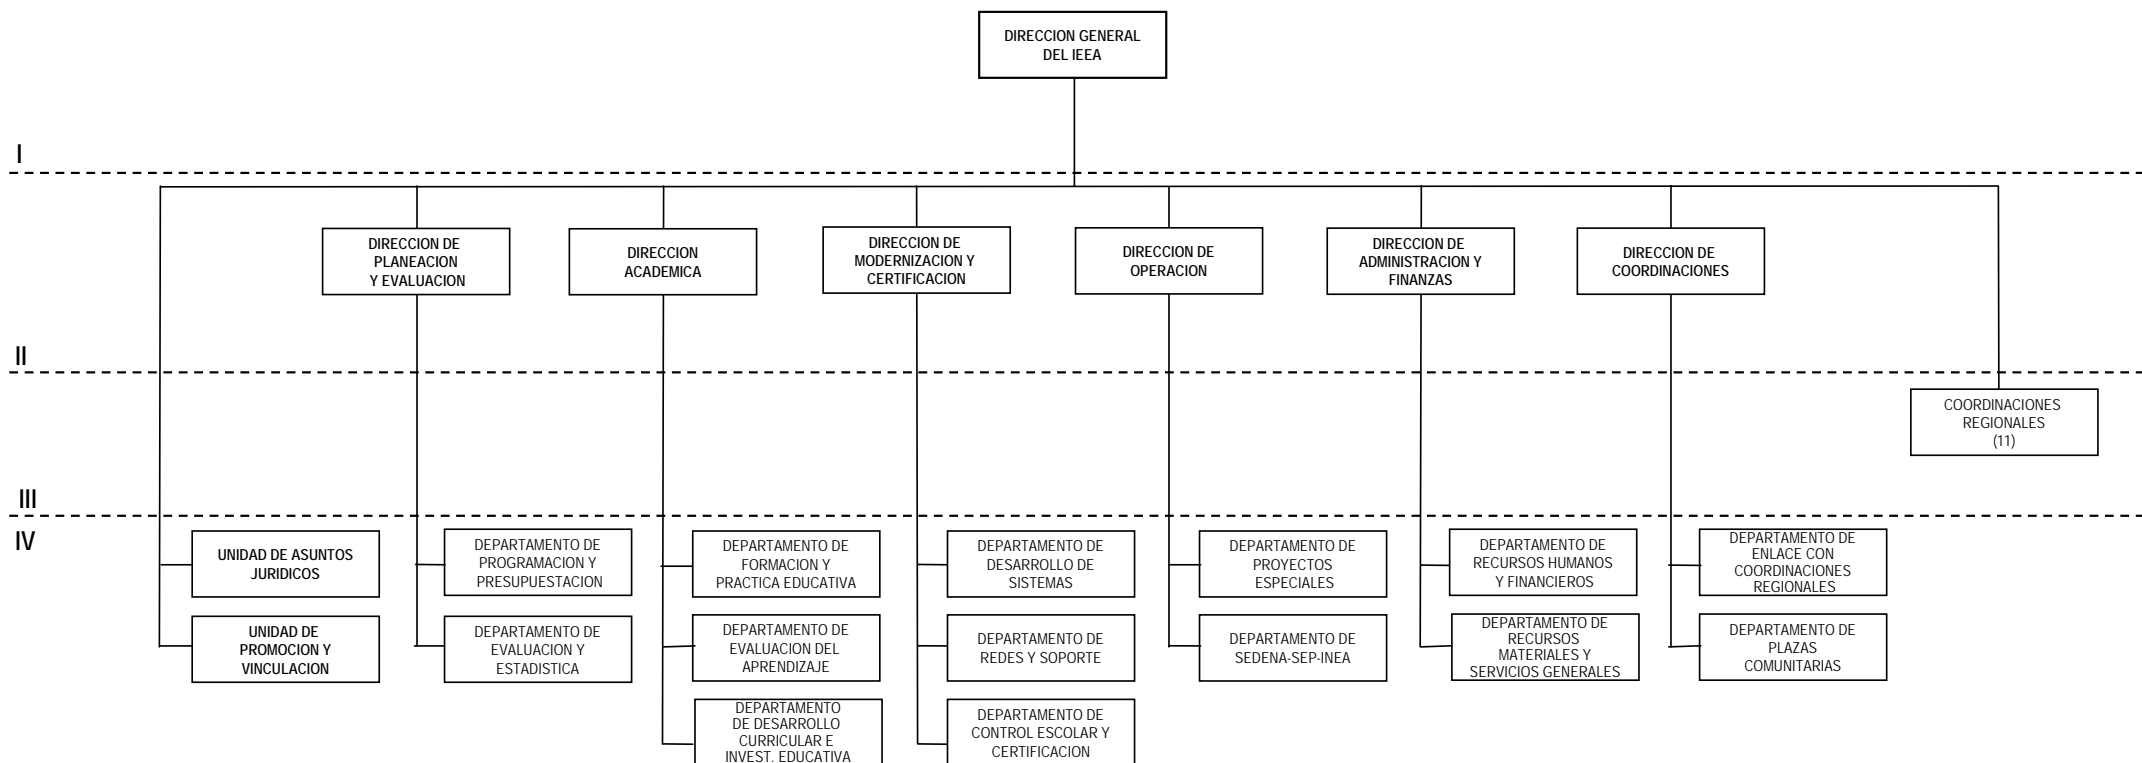 DIRECCION GENERAL
DEL IEEA
I
DIRECCION DE
PLANEACION
Y EVALUACION
DIRECCION
ACADEMICA
DIRECCION DE
MODERNIZACION Y
CERTIFICACION
DIRECCION DE
OPERACION
DIRECCION DE
ADMINISTRACION Y
FINANZAS
DIRECCION DE
COORDINACIONES
II
COORDINACIONES
REGIONALES
(11)
III
IV
UNIDAD DE ASUNTOS
JURIDICOS
DEPARTAMENTO DE
PROGRAMACION Y
PRESUPUESTACION
DEPARTAMENTO DE
FORMACION Y
PRACTICA EDUCATIVA
DEPARTAMENTO DE
DESARROLLO DE
SISTEMAS
DEPARTAMENTO DE
PROYECTOS
ESPECIALES
DEPARTAMENTO DE
RECURSOS HUMANOS
Y FINANCIEROS
DEPARTAMENTO DE
ENLACE CON
COORDINACIONES
REGIONALES
UNIDAD DE
PROMOCION Y
VINCULACION
DEPARTAMENTO DE
EVALUACION Y
ESTADISTICA
DEPARTAMENTO DE
EVALUACION DEL
APRENDIZAJE
DEPARTAMENTO DE
REDES Y SOPORTE
DEPARTAMENTO DE
SEDENA-SEP-INEA
DEPARTAMENTO DE
RECURSOS
MATERIALES Y
SERVICIOS GENERALES
DEPARTAMENTO DE
PLAZAS
COMUNITARIAS
DEPARTAMENTO
DE DESARROLLO
CURRICULAR E
INVEST. EDUCATIVA
DEPARTAMENTO DE
CONTROL ESCOLAR Y
CERTIFICACION